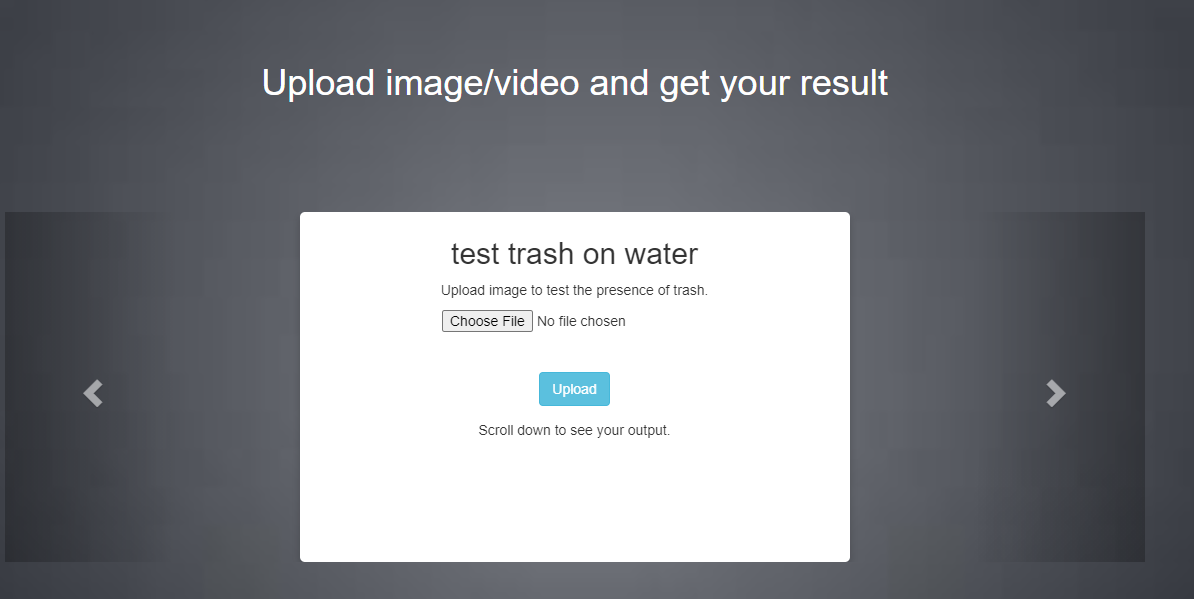 Upload image/video and get your result
test trash on water
Upload image to test the presence of trash.
Choose File No file chosen
Upload
Scroll down to see your output.